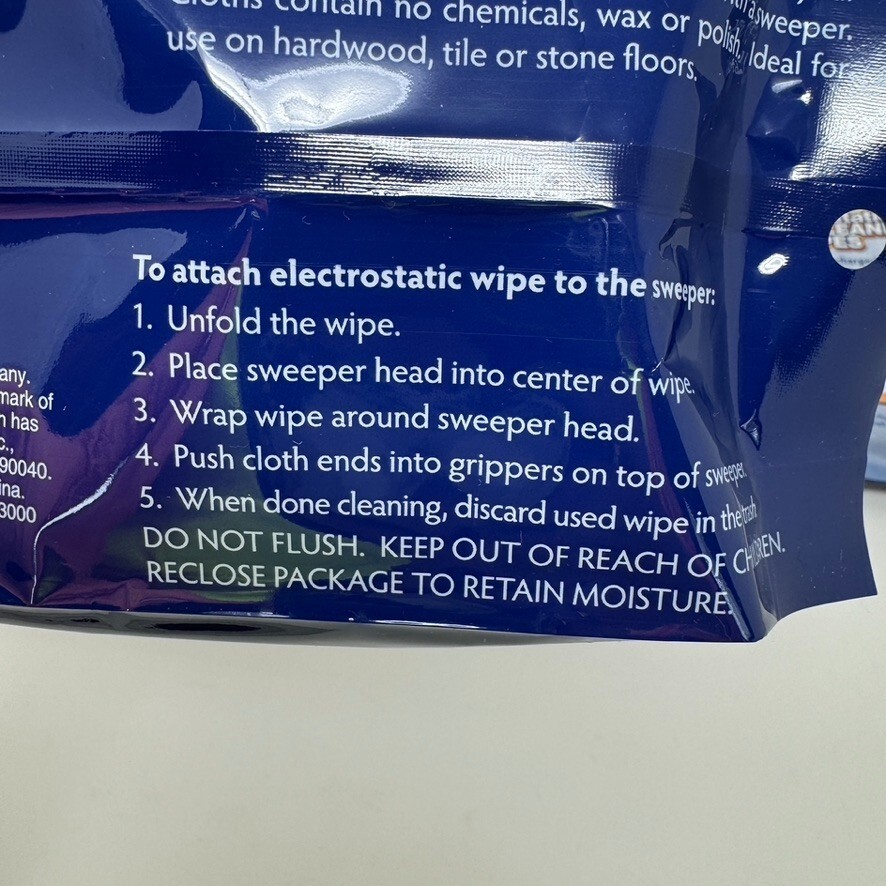 Cloths contain no chemicals, wax or polish. Ideal for
use on hardwood, tile or stone floors.
a sweeper.
To attach electrostatic wipe to the sweeper:
1. Unfold the wipe.
2. Place sweeper head into center of wipe.
3. Wrap wipe around sweeper head.
4. Push cloth ends into grippers on top of sweeper.
5. When done cleaning, discard used wipe in the trash
DO NOT FLUSH. KEEP OUT OF REACH OF CHILDREN.
RECLOSE PACKAGE TO RETAIN MOISTURE.
any.
mark of
has
90040.
ina.
3000